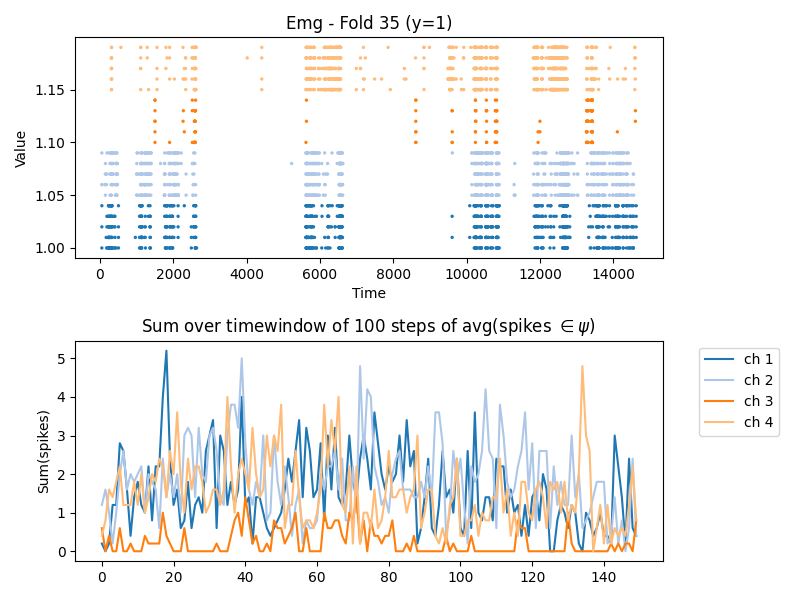 Emg - Fold 35 (y=1)
Value
1.15
1.10
1.05
1.00
0 2000 4000 6000 8000 10000 12000 14000
Time
Sum over timewindow of 100 steps of avg(spikes ∈ ψ)
Sum(spikes)
5
4
3
2
1
0
0 20 40 60 80 100 120 140
ch 1
ch 2
ch 3
ch 4